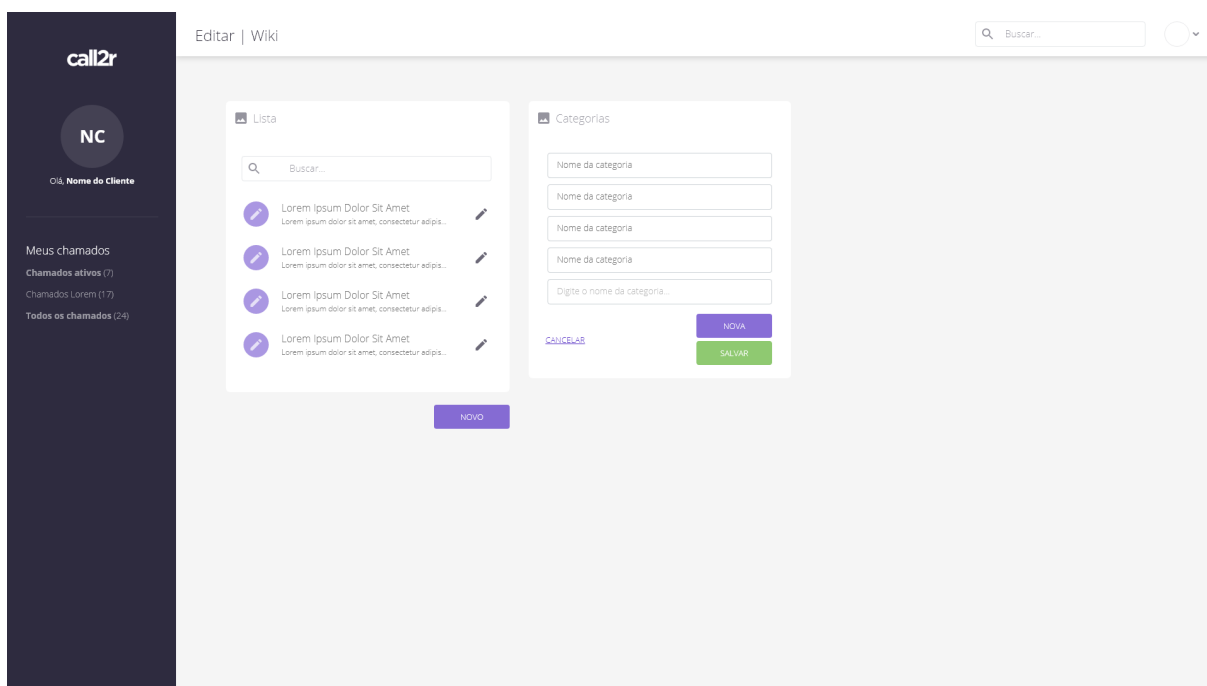 call2r
NC
Olá, Nome do Cliente
Meus chamados
Chamados ativos (7)
Chamados Lorem (17)
Todos os chamados (24)
Editar | Wiki
Buscar...
Lista
Buscar...
Lorem Ipsum Dolor Sit Amet
Lorem ipsum dolor sit amet, consectetur adipis...
Lorem Ipsum Dolor Sit Amet
Lorem ipsum dolor sit amet, consectetur adipis...
Lorem Ipsum Dolor Sit Amet
Lorem ipsum dolor sit amet, consectetur adipis...
Lorem Ipsum Dolor Sit Amet
Lorem ipsum dolor sit amet, consectetur adipis...
NOVO
Categorias
Nome da categoria
Nome da categoria
Nome da categoria
Nome da categoria
Digite o nome da categoria...
CANCELAR
NOVA
SALVAR